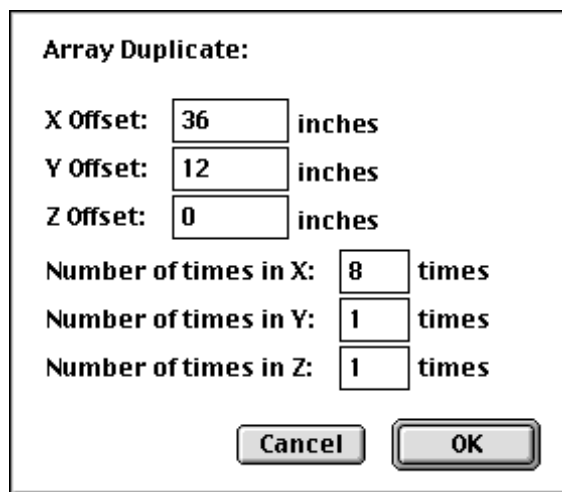 Array Duplicate:
X Offset: 36 inches
Y Offset: 12 inches
Z Offset: 0 inches
Number of times in X: 8 times
Number of times in Y: 1 times
Number of times in Z: 1 times
Cancel OK